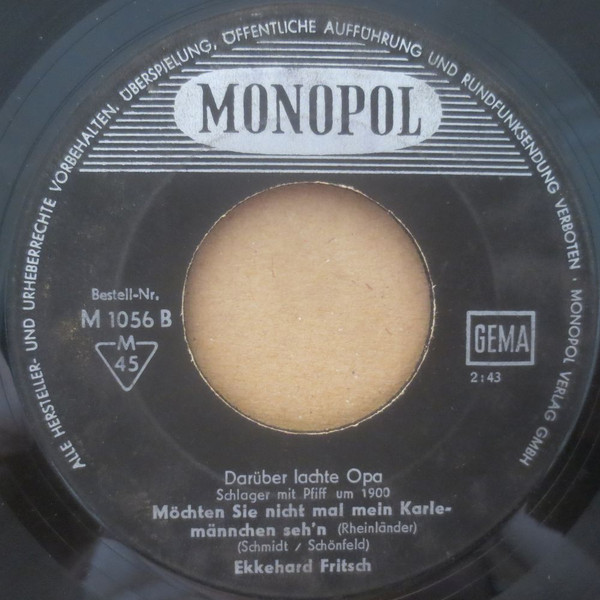 ALLE HERSTELLER- UND URHEBERRECHTE VORBEHALTEN, ÜBERSPIELUNG, ÖFFENTLICHE AUFFÜHRUNG UND RUNDFUNKSENDUNG VERBOTEN · MONOPOL VERLAG GMBH
MONOPOL
Bestell-Nr.
M 1056 B
M
45
GEMA
2:43
Darüber lachte Opa
Schlager mit Pfiff um 1900
Möchten Sie nicht mal mein Karle-
männchen seh'n (Rheinländer)
(Schmidt / Schönfeld)
Ekkehard Fritsch